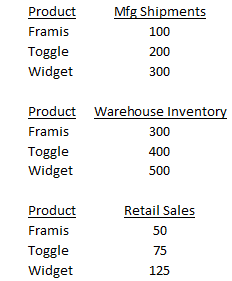 Product Mfg Shipments
Framis 100
Toggle 200
Widget 300
Product Warehouse Inventory
Framis 300
Toggle 400
Widget 500
Product Retail Sales
Framis 50
Toggle 75
Widget 125